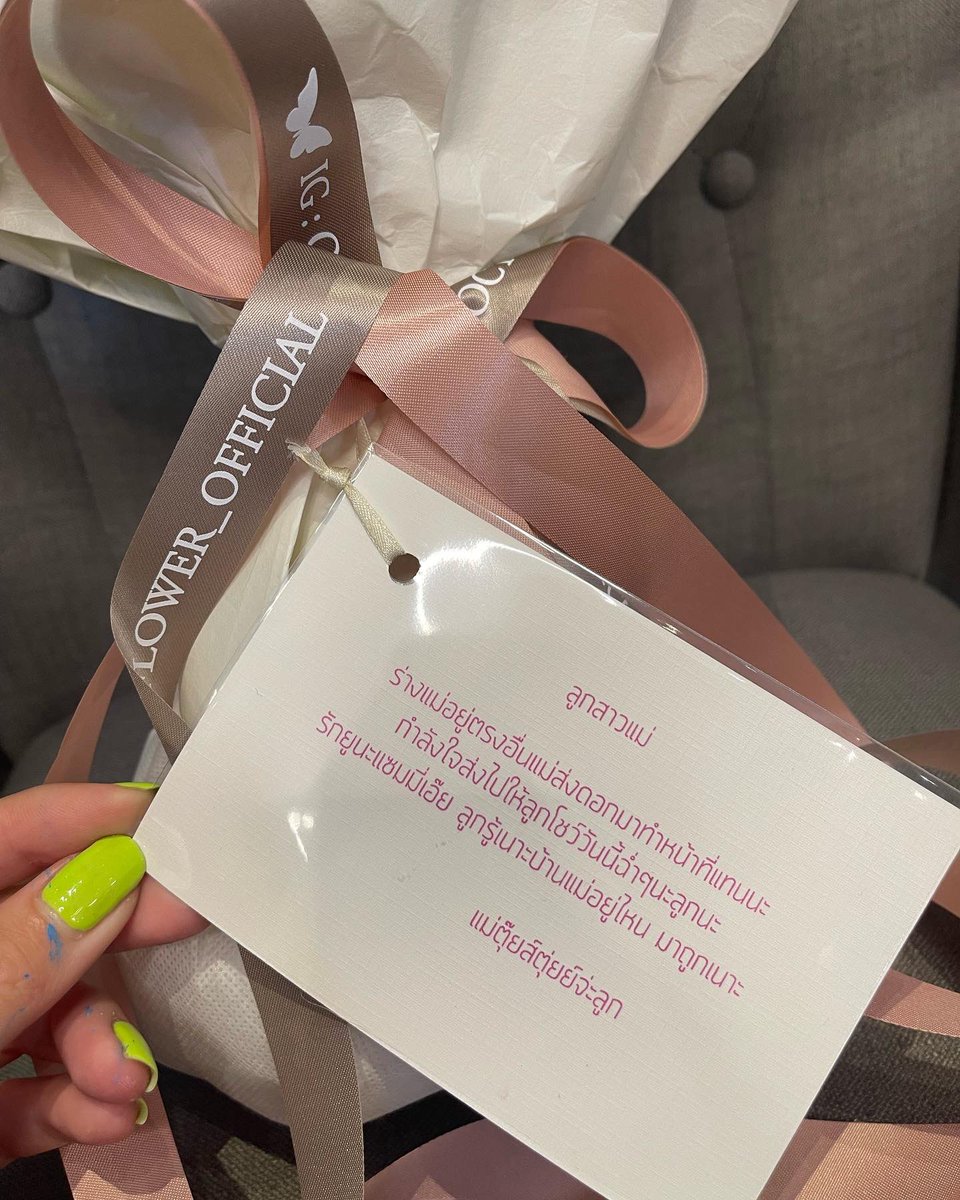 IG: 
LOWER_OFFICIAL
ลูกสาวแม่
ร่างแม่อยู่ตรงอื่นแม่ส่งดอกมาทำหน้าที่แทนนะ
กำลังใจส่งไปให้ลูกโชว์วันนี้ฉ่ำๆนะลูกนะ
รักยูนะแซมมี่เอ๊ย ลูกรู้เนาะบ้านแม่อยู่ไหน มาถูกเนาะ
แม่ตุ๊ยส์ตุ่ยย์จ่ะลูก